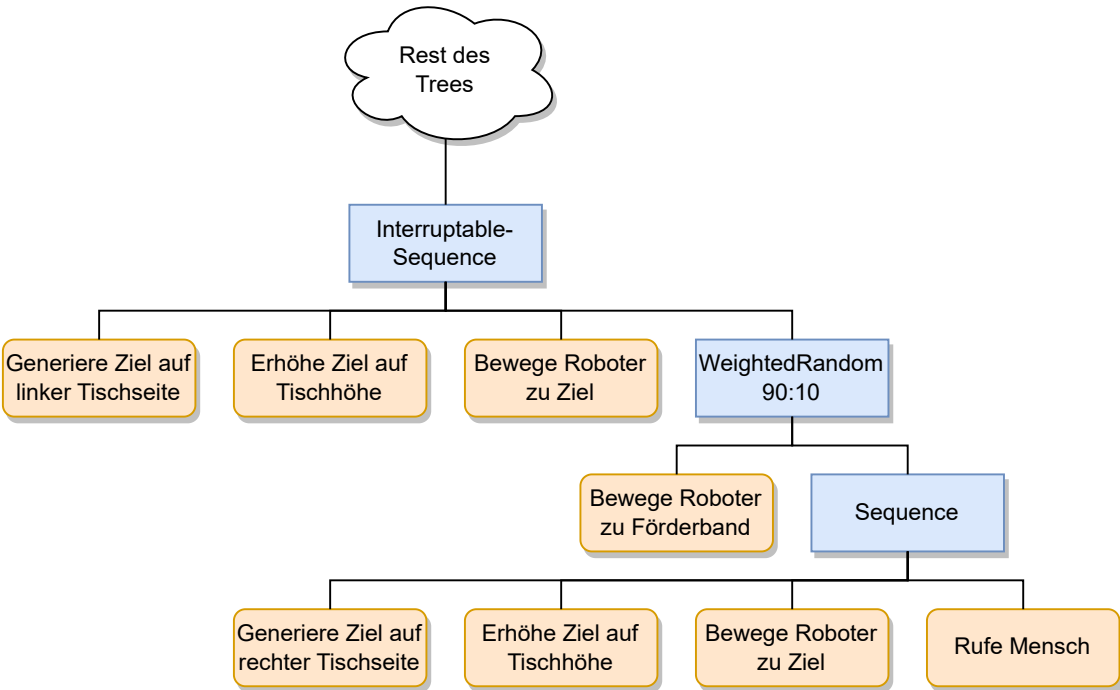 Rest des
Trees
Interruptable-
Sequence
Generiere Ziel auf
linker Tischseite
Erhöhe Ziel auf
Tischhöhe
Bewege Roboter
zu Ziel
WeightedRandom
90:10
Bewege Roboter
zu Förderband
Sequence
Generiere Ziel auf
rechter Tischseite
Erhöhe Ziel auf
Tischhöhe
Bewege Roboter
zu Ziel
Rufe Mensch